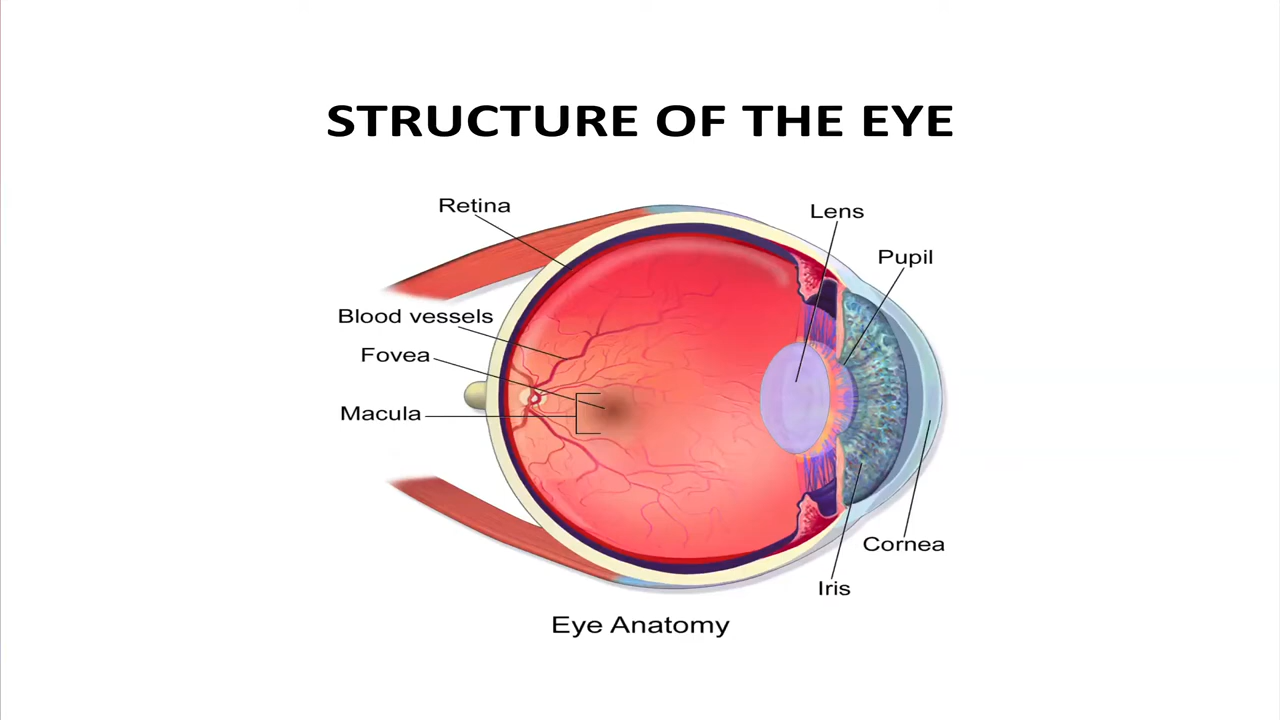 STRUCTURE OF THE EYE
Retina
Lens
Pupil
Blood vessels
Fovea
Macula
Cornea
Iris
Eye Anatomy